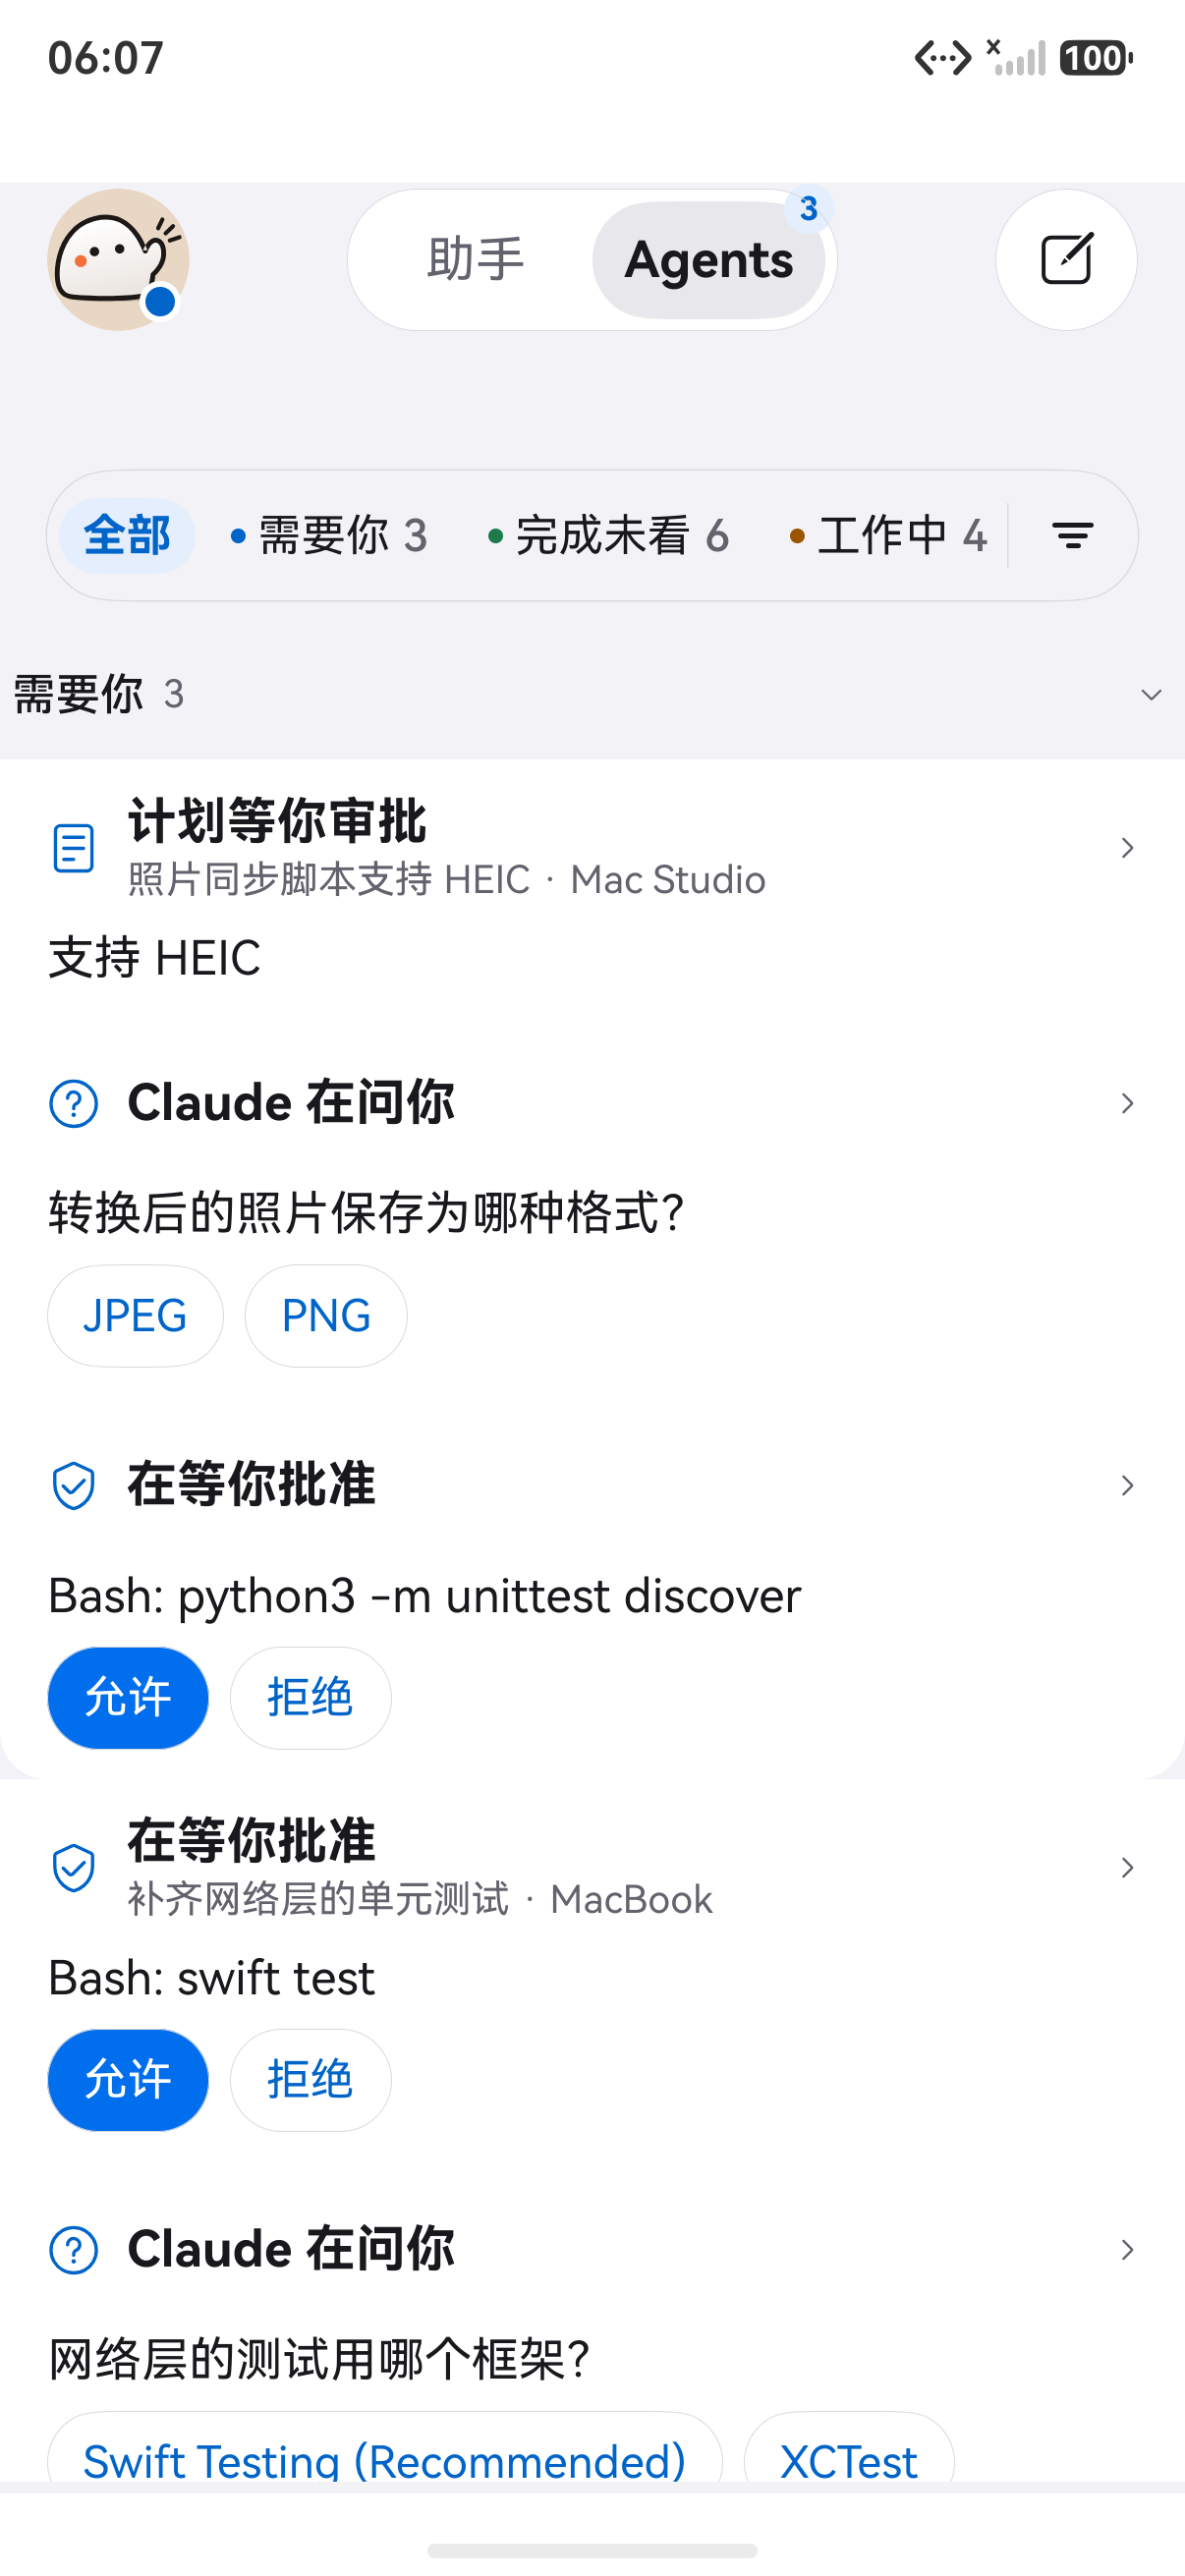 06:07
100
助手
Agents
3
全部
需要你 3
完成未看 6
工作中 4
需要你 3
计划等你审批
照片同步脚本支持 HEIC · Mac Studio
支持 HEIC
Claude 在问你
转换后的照片保存为哪种格式？
JPEG
PNG
在等你批准
Bash: python3 -m unittest discover
允许
拒绝
在等你批准
补齐网络层的单元测试 · MacBook
Bash: swift test
允许
拒绝
Claude 在问你
网络层的测试用哪个框架？
Swift Testing (Recommended)
XCTest